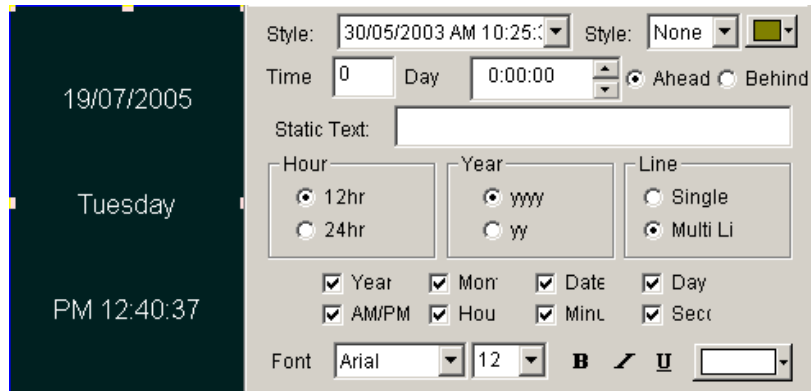 19/07/2005
Tuesday
PM 12:40:37
Style: 30/05/2003 AM 10:25:3 Style: None
Time 0 Day 0:00:00 Ahead Behind
Static Text:
Hour Year Line
12hr yyyy Single
24hr yy Multi Li
Year Mon Date Day
AM/PM Hou Minu Seco
Font Arial 12 B I U